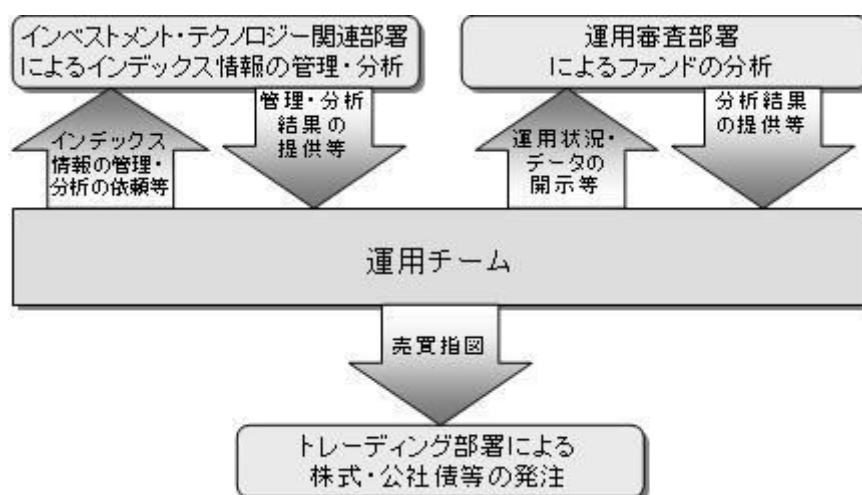 インベストメント・テクノロジー関連部署
によるインデックス情報の管理・分析
運用審査部署
によるファンドの分析
インデックス
情報の管理・
分析の依頼等
管理・分析
結果の
提供等
運用状況・
データの
開示等
分析結果
の提供等
運用チーム
売買指図
トレーディング部署による
株式・公社債等の発注